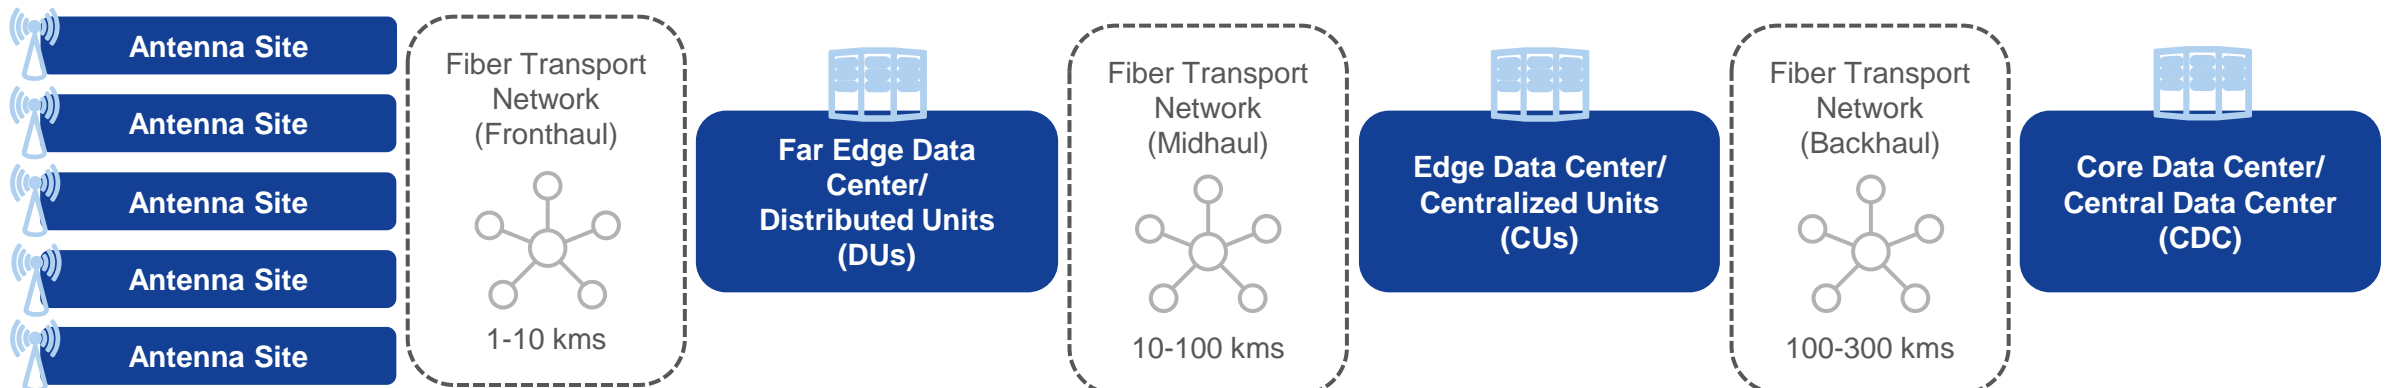 Antenna Site
Antenna Site
Antenna Site
Antenna Site
Antenna Site
Fiber Transport
Network
(Fronthaul)
1-10 kms
Far Edge Data
Center/
Distributed Units
(DUs)
Fiber Transport
Network
(Midhaul)
10-100 kms
Edge Data Center/
Centralized Units
(CUs)
Fiber Transport
Network
(Backhaul)
100-300 kms
Core Data Center/
Central Data Center
(CDC)